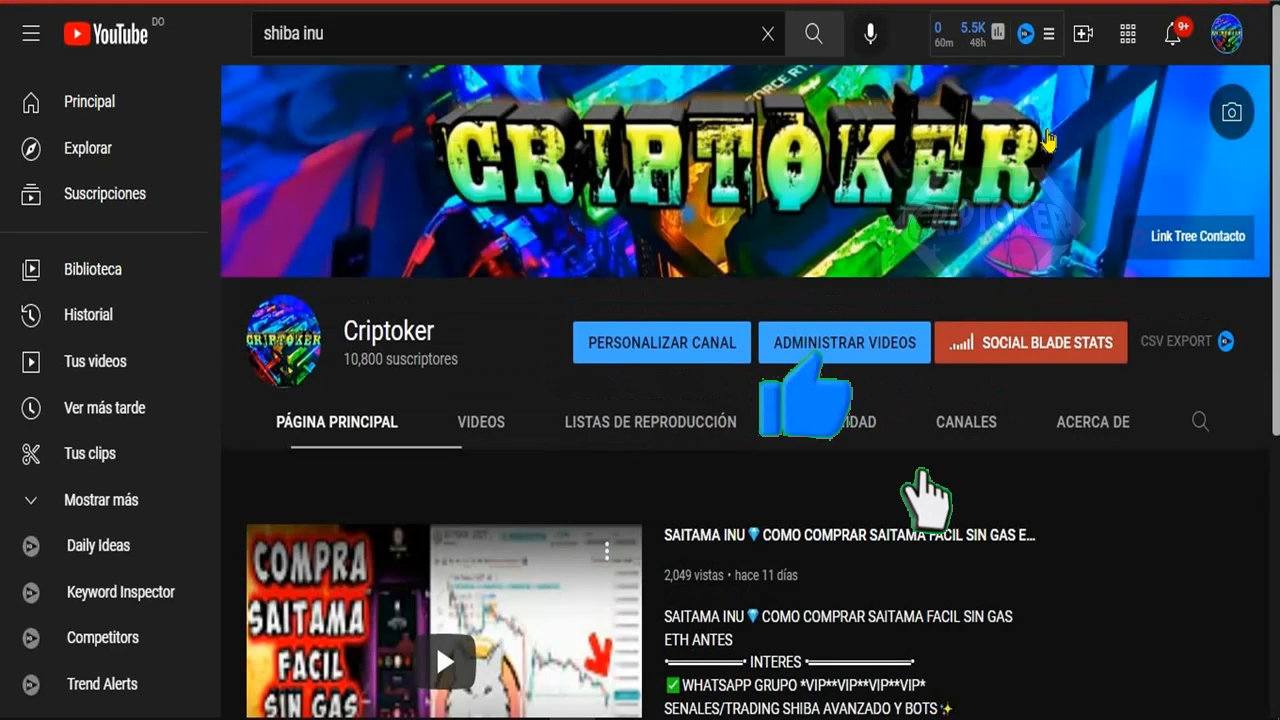 YouTube DO
shiba inu
0 5.5K
60m 48h
9+
Principal
Explorar
Suscripciones
Biblioteca
Historial
Tus videos
Ver más tarde
Tus clips
Mostrar más
Daily Ideas
Keyword Inspector
Competitors
Trend Alerts
FORCE RT
CRIPTOKER
CRIPTOKER
Link Tree Contacto
CRIPTOKER
Criptoker
10,800 suscriptores
PERSONALIZAR CANAL
ADMINISTRAR VIDEOS
SOCIAL BLADE STATS
CSV EXPORT
PÁGINA PRINCIPAL VIDEOS LISTAS DE REPRODUCCIÓN DAD CANALES ACERCA DE
COMPRA
SAITAMA
FACIL
SIN GAS
SAITAMA INU💎COMO COMPRAR SAITAMA FACIL SIN GAS E...
2,049 vistas • hace 11 días
SAITAMA INU💎COMO COMPRAR SAITAMA FACIL SIN GAS
ETH ANTES
•══════════• INTERES •══════════•
✅WHATSAPP GRUPO *VIP**VIP**VIP**VIP*
SENALES/TRADING SHIBA AVANZADO Y BOTS✨